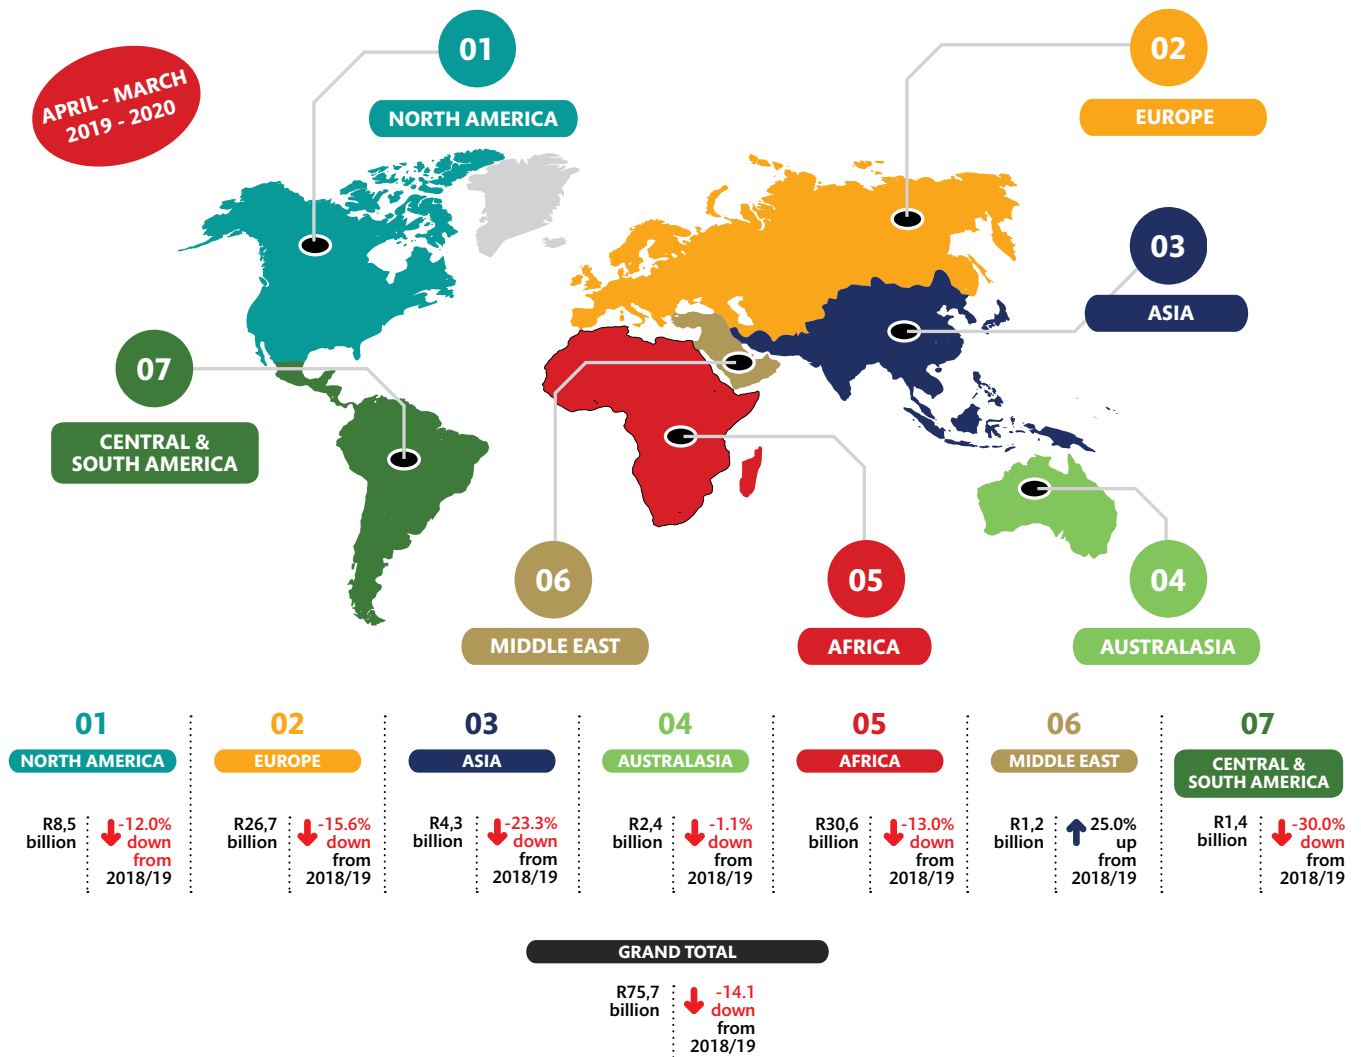 APRIL - MARCH
2019 - 2020
01
NORTH AMERICA
02
EUROPE
03
ASIA
07
CENTRAL &
SOUTH AMERICA
06
MIDDLE EAST
05
AFRICA
04
AUSTRALASIA
01
NORTH AMERICA
R8,5
billion
-12.0%
down
from
2018/19
02
EUROPE
R26,7
billion
-15.6%
down
from
2018/19
03
ASIA
R4,3
billion
-23.3%
down
from
2018/19
04
AUSTRALASIA
R2,4
billion
-1.1%
down
from
2018/19
05
AFRICA
R30,6
billion
-13.0%
down
from
2018/19
06
MIDDLE EAST
R1,2
billion
25.0%
up
from
2018/19
07
CENTRAL &
SOUTH AMERICA
R1,4
billion
-30.0%
down
from
2018/19
GRAND TOTAL
R75,7
billion
-14.1
down
from
2018/19